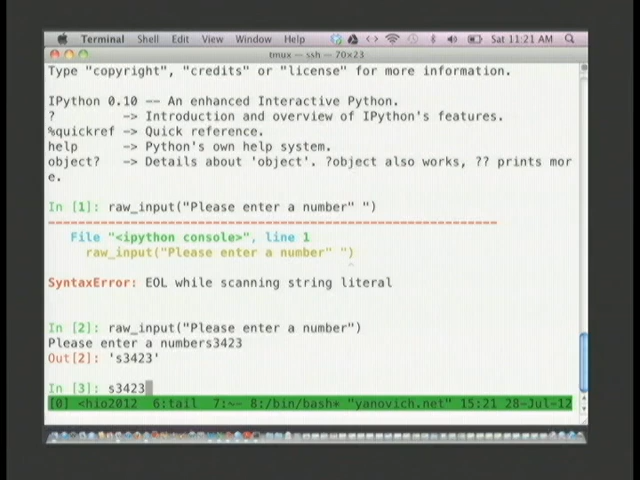 Terminal Shell Edit View Window Help Sat 11:21 AM
tmux — ssh — 70×23
Type "copyright", "credits" or "license" for more information.
IPython 0.10 -- An enhanced Interactive Python.
? -> Introduction and overview of IPython's features.
%quickref -> Quick reference.
help -> Python's own help system.
object? -> Details about 'object'. ?object also works, ?? prints mor
e.
In [1]: raw_input("Please enter a number" ")
------------------------------------------------------------
File "<ipython console>", line 1
raw_input("Please enter a number" ")
^
SyntaxError: EOL while scanning string literal
In [2]: raw_input("Please enter a number")
Please enter a numbers3423
Out[2]: 's3423'
In [3]: s3423
[0] <hio2012 6:tail 7:~- 8:/bin/bash+ "yanovich.net" 15:21 28-Jul-12